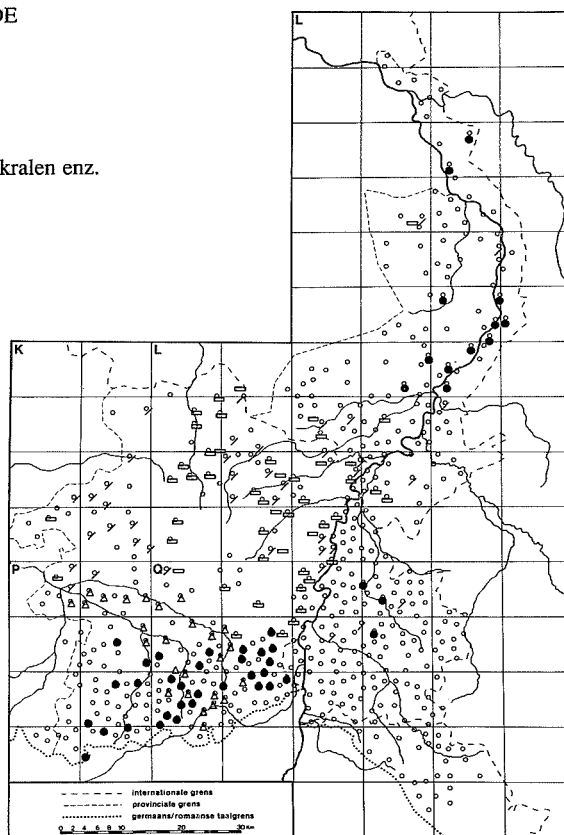 DE
kralen enz.
L
K L
P Q
internationale grens
provinciale grens
germaans/romaanse taalgrens
0 2 4 6 8 10 20 30 Km